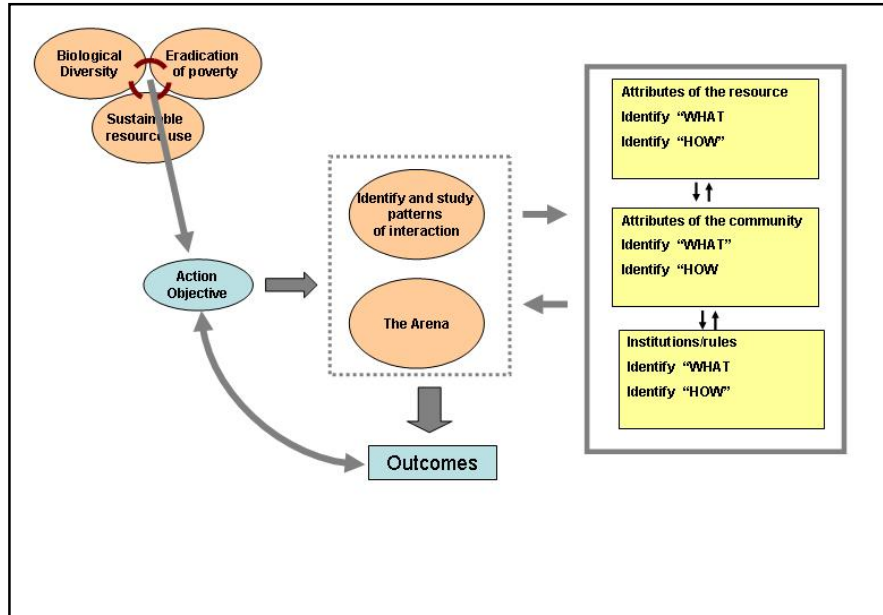 Biological
Diversity
Eradication
of poverty
Sustainable
resource use
Attributes of the resource
Identify “WHAT
Identify “HOW”
Identify and study
patterns
of interaction
Attributes of the community
Identify “WHAT”
Identify “HOW
Action
Objective
The Arena
Institutions/rules
Identify “WHAT
Identify “HOW”
Outcomes